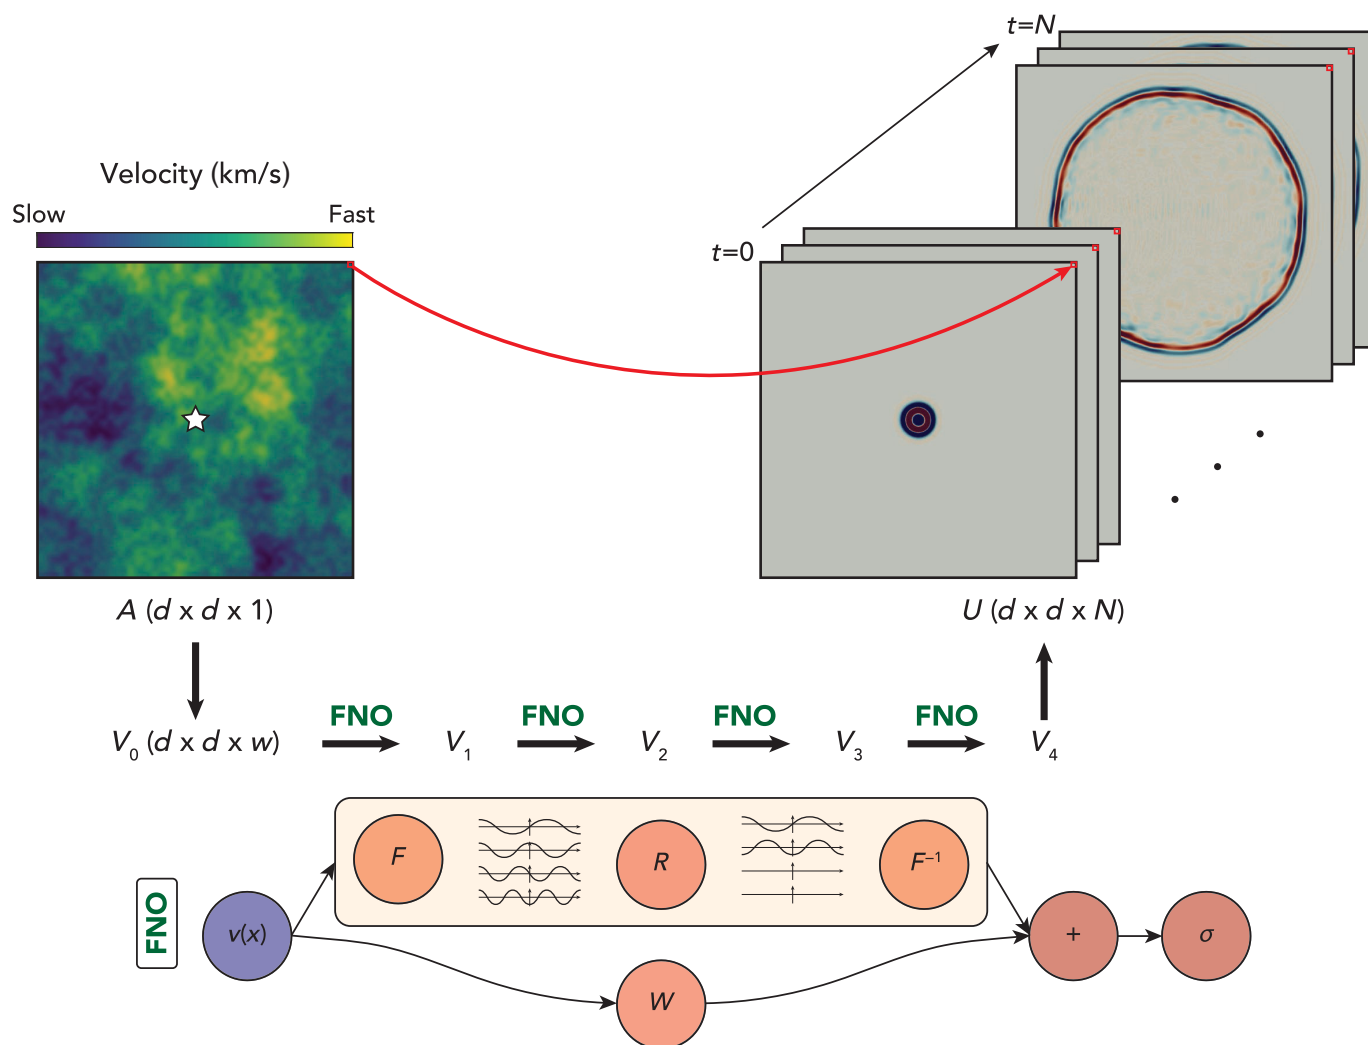 t=N
Velocity (km/s)
Slow Fast
t=0
A (d x d x 1)
U (d x d x N)
FNO FNO FNO FNO
V₀ (d x d x w) V₁ V₂ V₃ V₄
F R F⁻¹
FNO
v(x) + σ
W